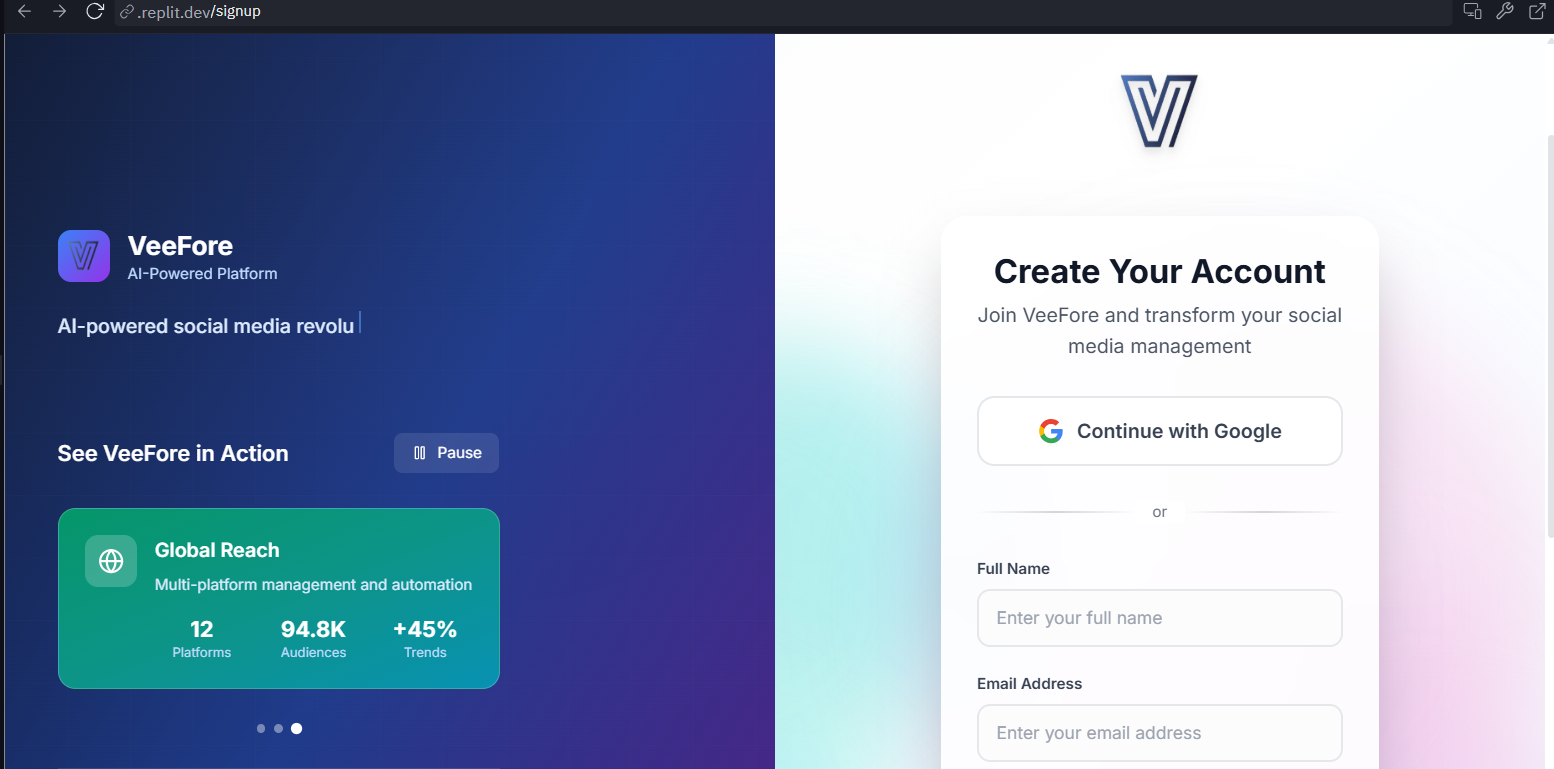 .replit.dev/signup
VeeFore
AI-Powered Platform
AI-powered social media revolu
See VeeFore in Action
Pause
Global Reach
Multi-platform management and automation
12
Platforms
94.8K
Audiences
+45%
Trends
Create Your Account
Join VeeFore and transform your social
media management
Continue with Google
or
Full Name
Enter your full name
Email Address
Enter your email address